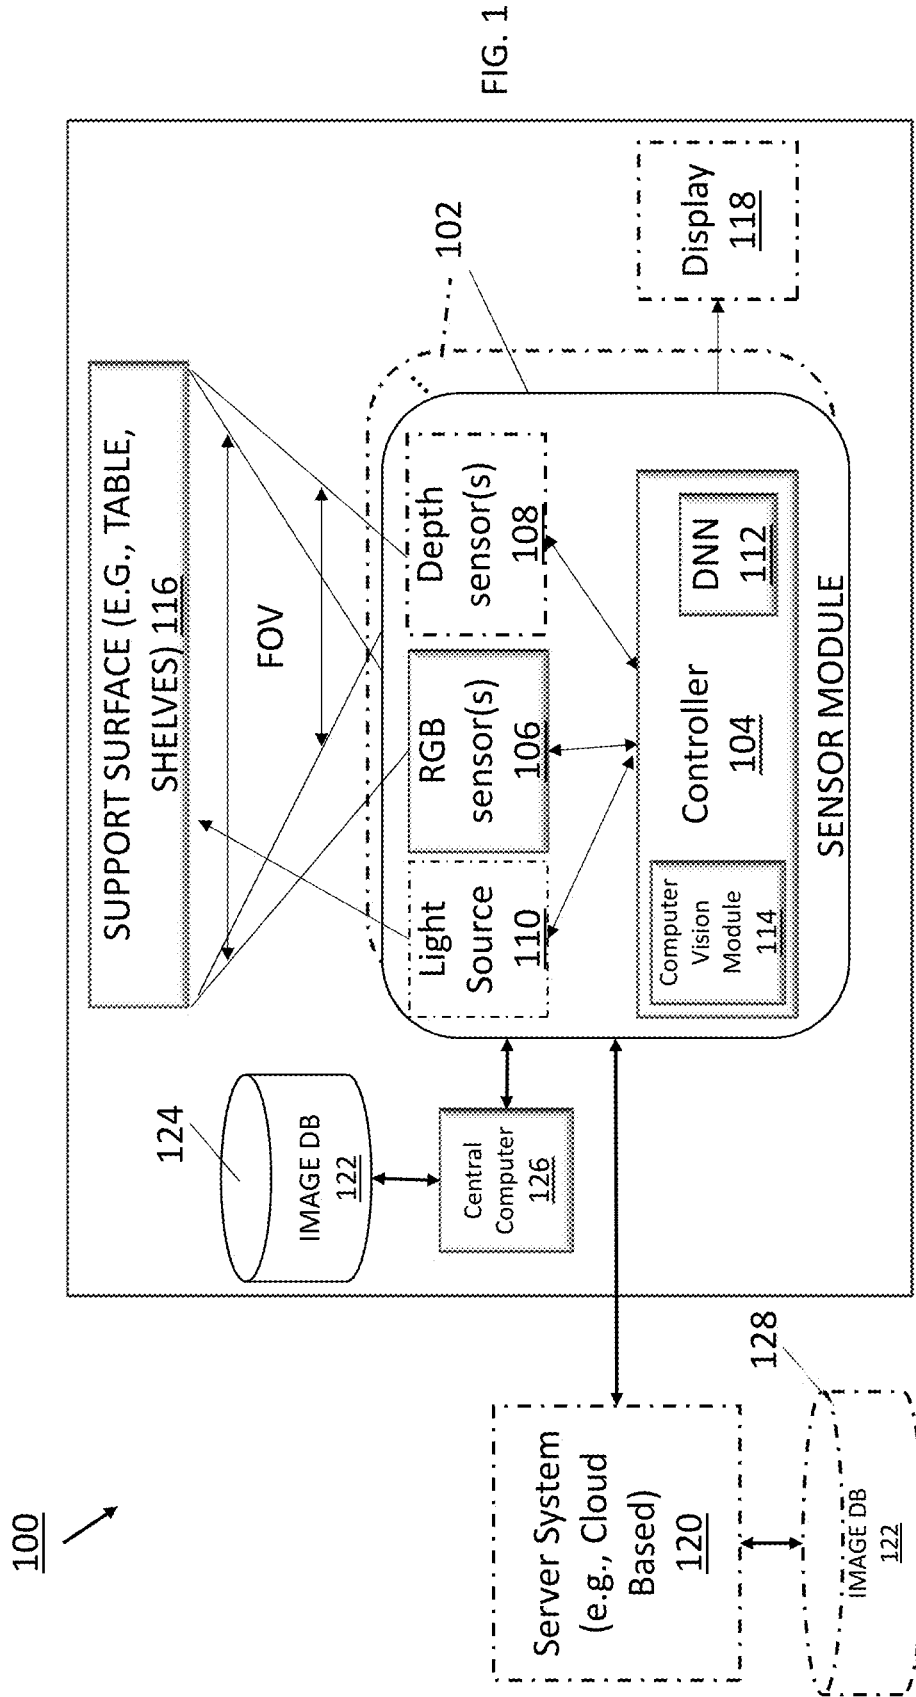 100
SUPPORT SURFACE (E.G., TABLE,
SHELVES) 116
FOV
124
IMAGE DB
122
Central
Computer
126
102
Light
Source
110
RGB
sensor(s)
106
Depth
sensor(s)
108
Computer
Vision
Module
114
Controller
104
DNN
112
SENSOR MODULE
Display
118
Server System
(e.g., Cloud
Based)
120
128
IMAGE DB
122
FIG. 1